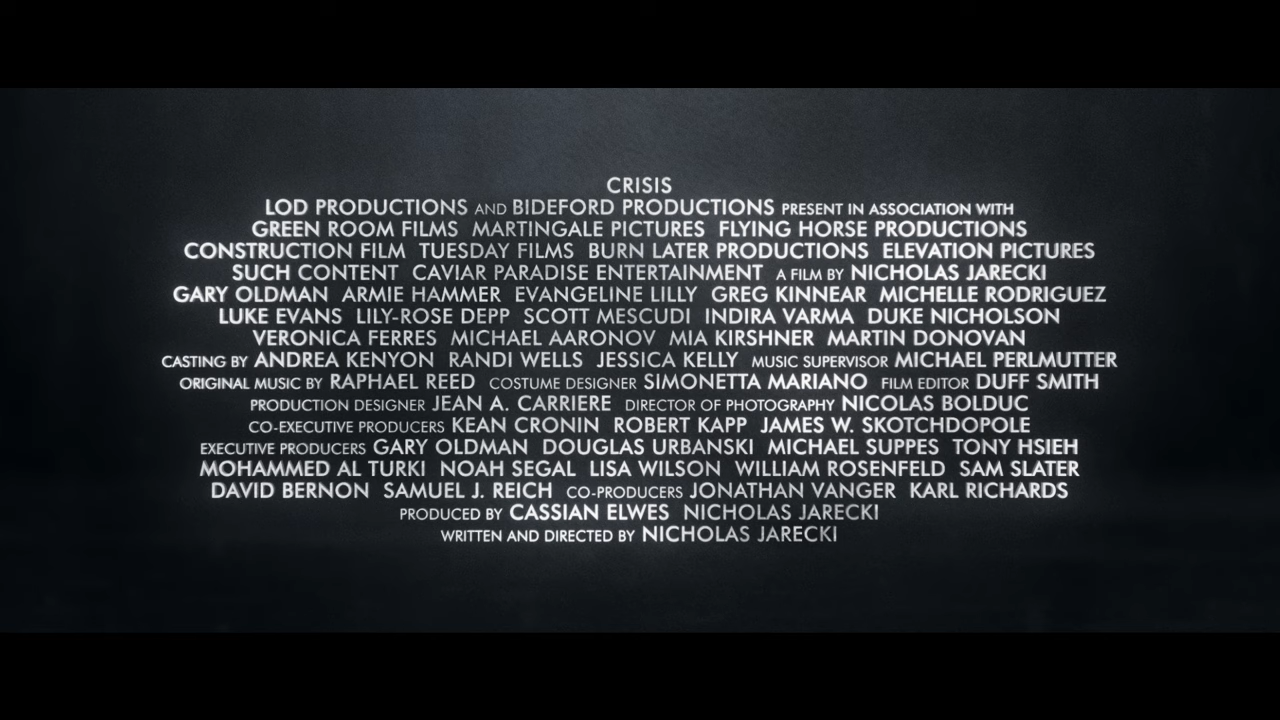 CRISIS
LOD PRODUCTIONS AND BIDEFORD PRODUCTIONS PRESENT IN ASSOCIATION WITH
GREEN ROOM FILMS MARTINGALE PICTURES FLYING HORSE PRODUCTIONS
CONSTRUCTION FILM TUESDAY FILMS BURN LATER PRODUCTIONS ELEVATION PICTURES
SUCH CONTENT CAVIAR PARADISE ENTERTAINMENT A FILM BY NICHOLAS JARECKI
GARY OLDMAN ARMIE HAMMER EVANGELINE LILLY GREG KINNEAR MICHELLE RODRIGUEZ
LUKE EVANS LILY-ROSE DEPP SCOTT MESCUDI INDIRA VARMA DUKE NICHOLSON
VERONICA FERRES MICHAEL AARONOV MIA KIRSHNER MARTIN DONOVAN
CASTING BY ANDREA KENYON RANDI WELLS JESSICA KELLY MUSIC SUPERVISOR MICHAEL PERLMUTTER
ORIGINAL MUSIC BY RAPHAEL REED COSTUME DESIGNER SIMONETTA MARIANO FILM EDITOR DUFF SMITH
PRODUCTION DESIGNER JEAN A. CARRIERE DIRECTOR OF PHOTOGRAPHY NICOLAS BOLDUC
CO-EXECUTIVE PRODUCERS KEAN CRONIN ROBERT KAPP JAMES W. SKOTCHDOPOLE
EXECUTIVE PRODUCERS GARY OLDMAN DOUGLAS URBANSKI MICHAEL SUPPES TONY HSIEH
MOHAMMED AL TURKI NOAH SEGAL LISA WILSON WILLIAM ROSENFELD SAM SLATER
DAVID BERNON SAMUEL J. REICH CO-PRODUCERS JONATHAN VANGER KARL RICHARDS
PRODUCED BY CASSIAN ELWES NICHOLAS JARECKI
WRITTEN AND DIRECTED BY NICHOLAS JARECKI